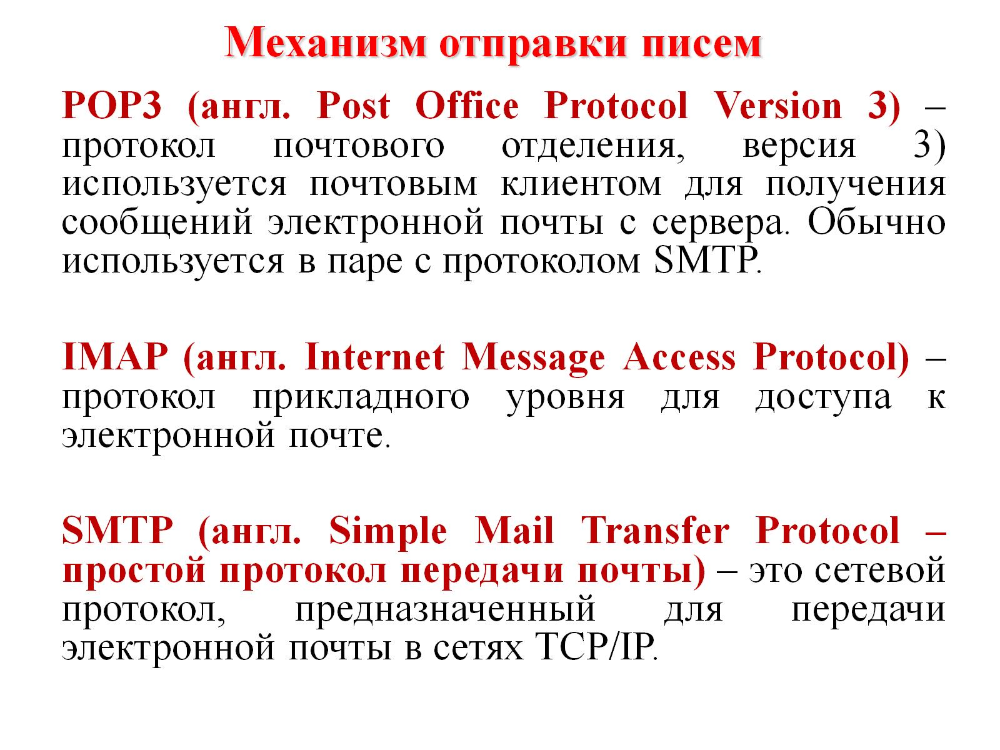 Механизм отправки писем
POP3 (англ. Post Office Protocol Version 3) –
протокол почтового отделения, версия 3)
используется почтовым клиентом для получения
сообщений электронной почты с сервера. Обычно
используется в паре с протоколом SMTP.
IMAP (англ. Internet Message Access Protocol) –
протокол прикладного уровня для доступа к
электронной почте.
SMTP (англ. Simple Mail Transfer Protocol –
простой протокол передачи почты) – это сетевой
протокол, предназначенный для передачи
электронной почты в сетях TCP/IP.